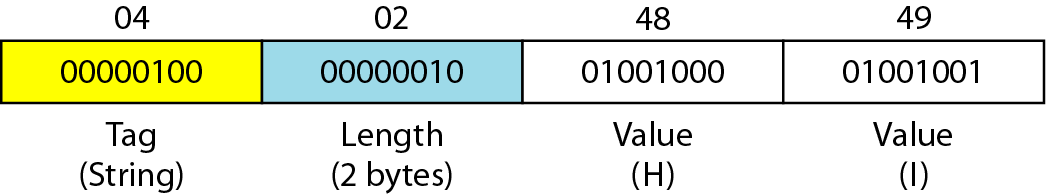 04 02 48 49
00000100 00000010 01001000 01001001
Tag Length Value Value
(String) (2 bytes) (H) (I)